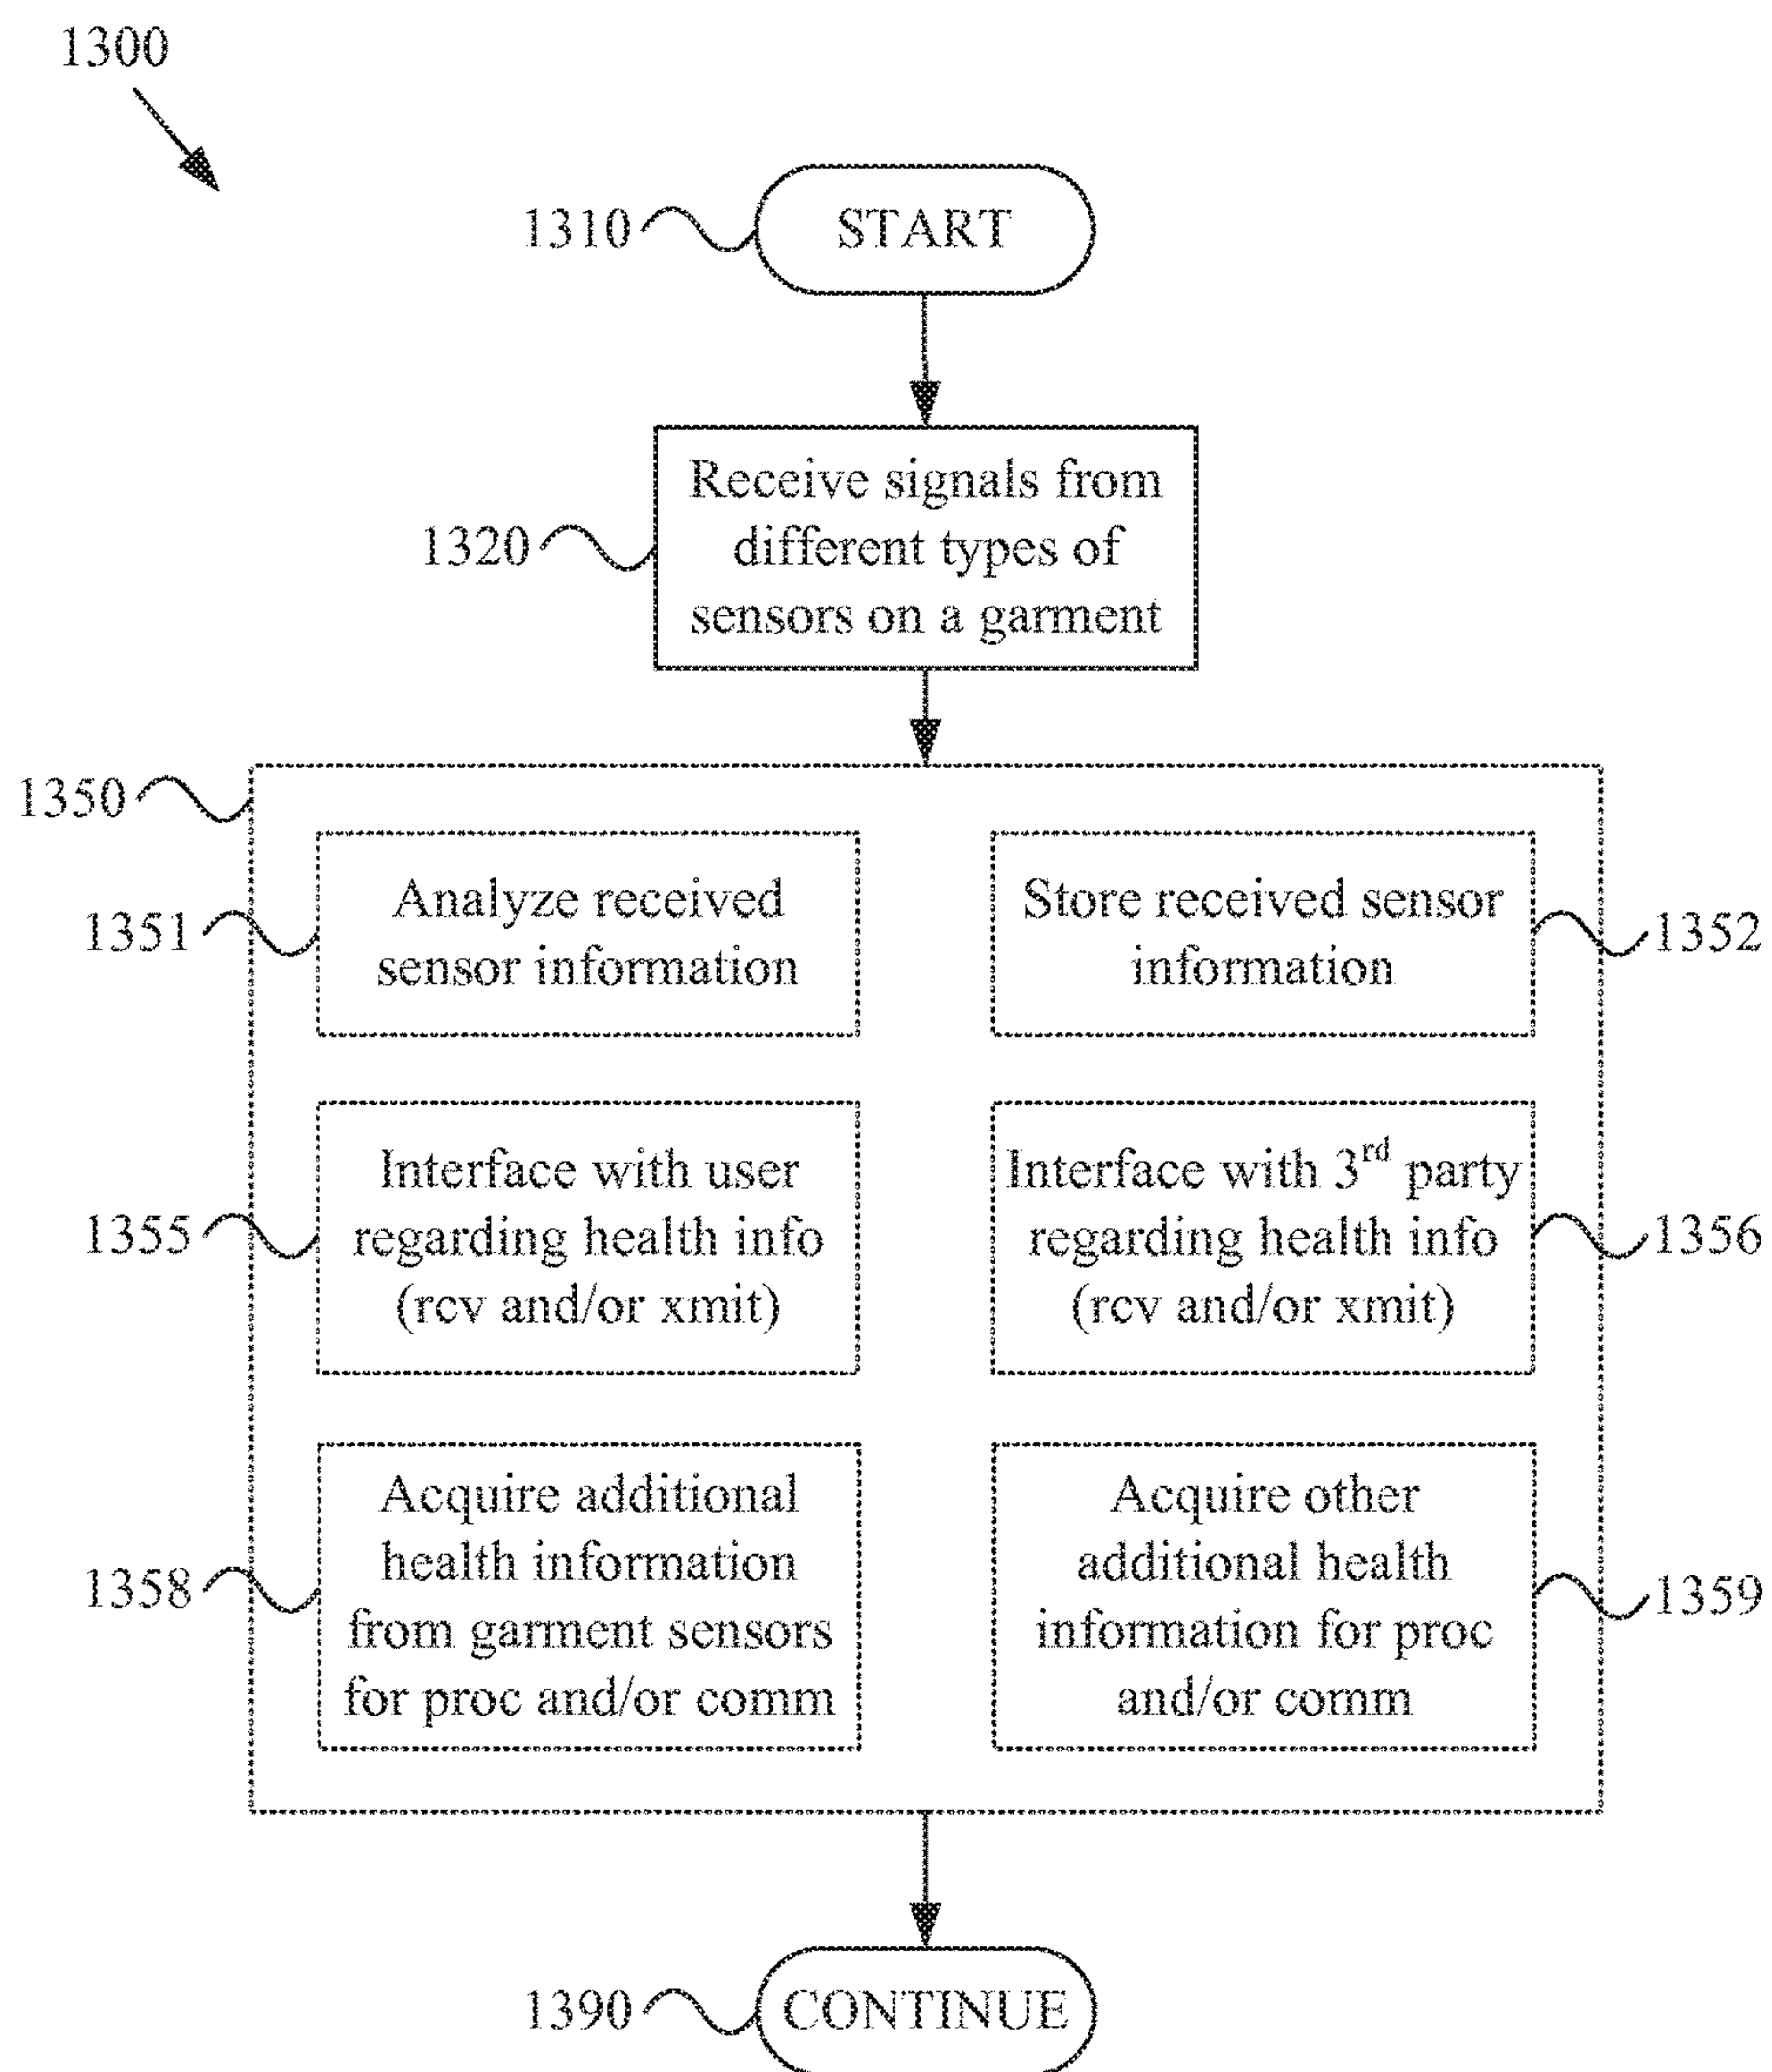 1300
1310
START
1320
Receive signals from
different types of
sensors on a garment
1350
1351
Analyze received
sensor information
Store received sensor
information
1352
1355
Interface with user
regarding health info
(rcv and/or xmit)
Interface with 3rd party
regarding health info
(rcv and/or xmit)
1356
1358
Acquire additional
health information
from garment sensors
for proc and/or comm
Acquire other
additional health
information for proc
and/or comm
1359
1390
CONTINUE